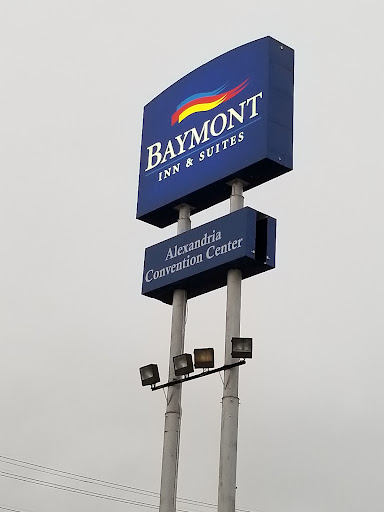 BAYMONT
INN & SUITES
Alexandria
Convention Center